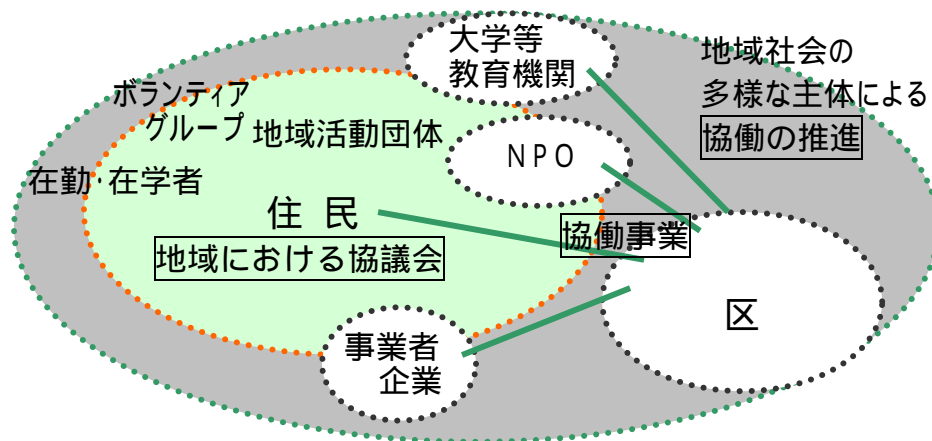 大学等
教育機関
地域社会の
多様な主体による
協働の推進
ボランティア
グループ
地域活動団体
NPO
在勤·在学者
住 民
地域における協議会
協働事業
区
事業者
企業